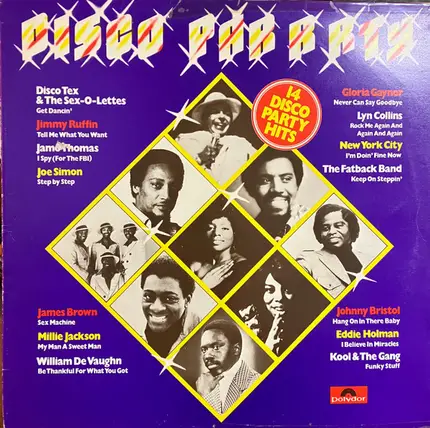 DISCO PARTY
14
DISCO
PARTY
HITS
Disco Tex
& The Sex-O-Lettes
Get Dancin'
Jimmy Ruffin
Tell Me What You Want
Jamo Thomas
I Spy (For The FBI)
Joe Simon
Step by Step
Gloria Gaynor
Never Can Say Goodbye
Lyn Collins
Rock Me Again And
Again And Again
New York City
I'm Doin' Fine Now
The Fatback Band
Keep On Steppin'
James Brown
Sex Machine
Millie Jackson
My Man A Sweet Man
William De Vaughn
Be Thankful For What You Got
Johnny Bristol
Hang On In There Baby
Eddie Holman
I Believe In Miracles
Kool & The Gang
Funky Stuff
Polydor